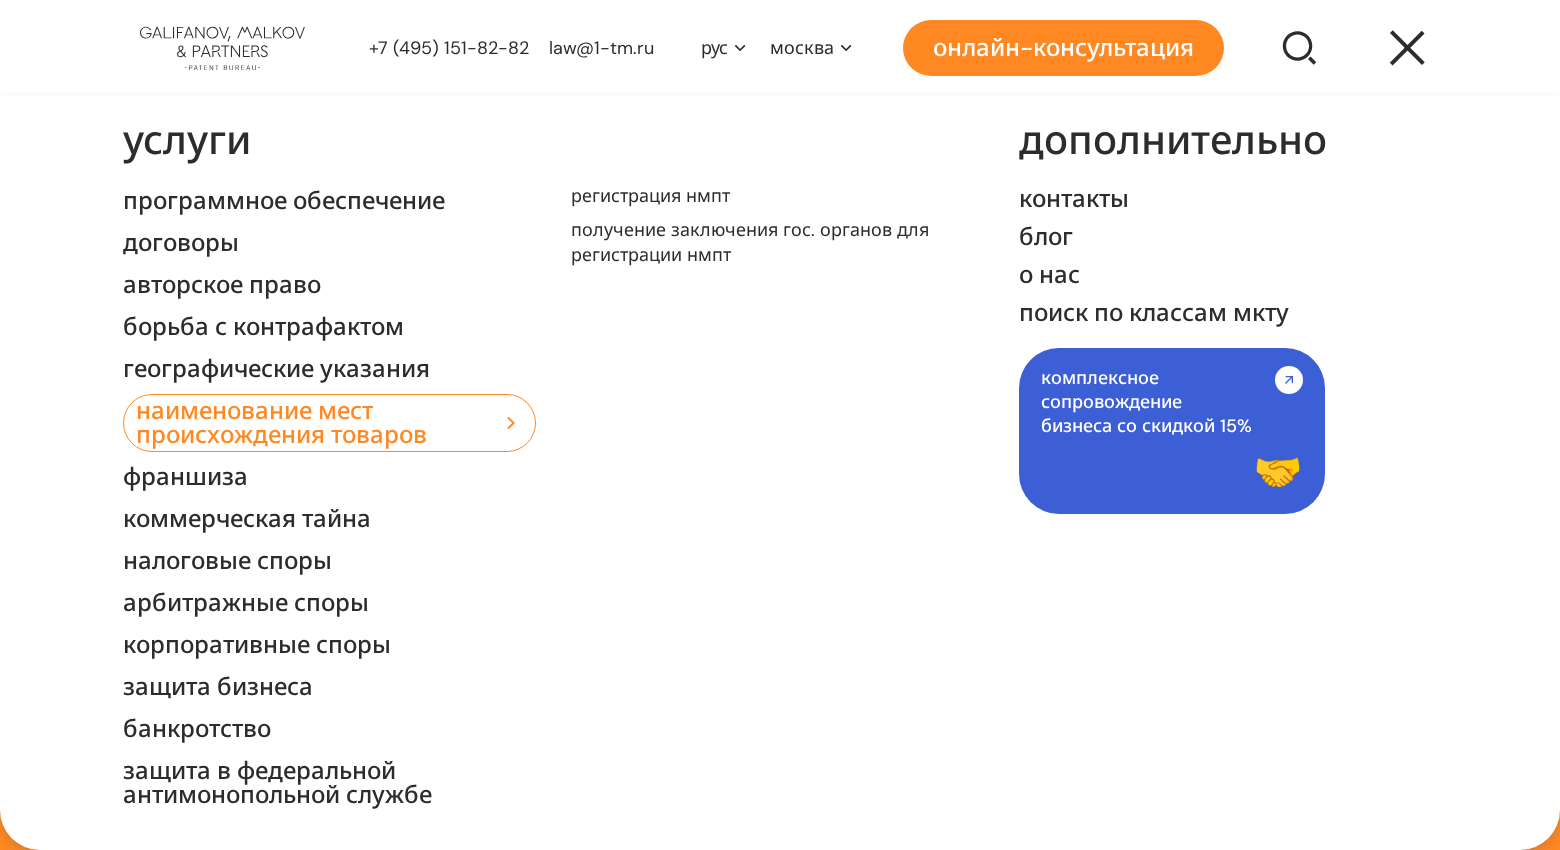 GALIFANOV, MALKOV
& PARTNERS
-PATENT BUREAU-
+7 (495) 151-82-82
law@1-tm.ru
рус
москва
онлайн-консультация
услуги
программное обеспечение
договоры
авторское право
борьба с контрафактом
географические указания
наименование мест
происхождения товаров
франшиза
коммерческая тайна
налоговые споры
арбитражные споры
корпоративные споры
защита бизнеса
банкротство
защита в федеральной
антимонопольной службе
регистрация нмпт
получение заключения гос. органов для
регистрации нмпт
дополнительно
контакты
блог
о нас
поиск по классам мкту
комплексное
сопровождение
бизнеса со скидкой 15%